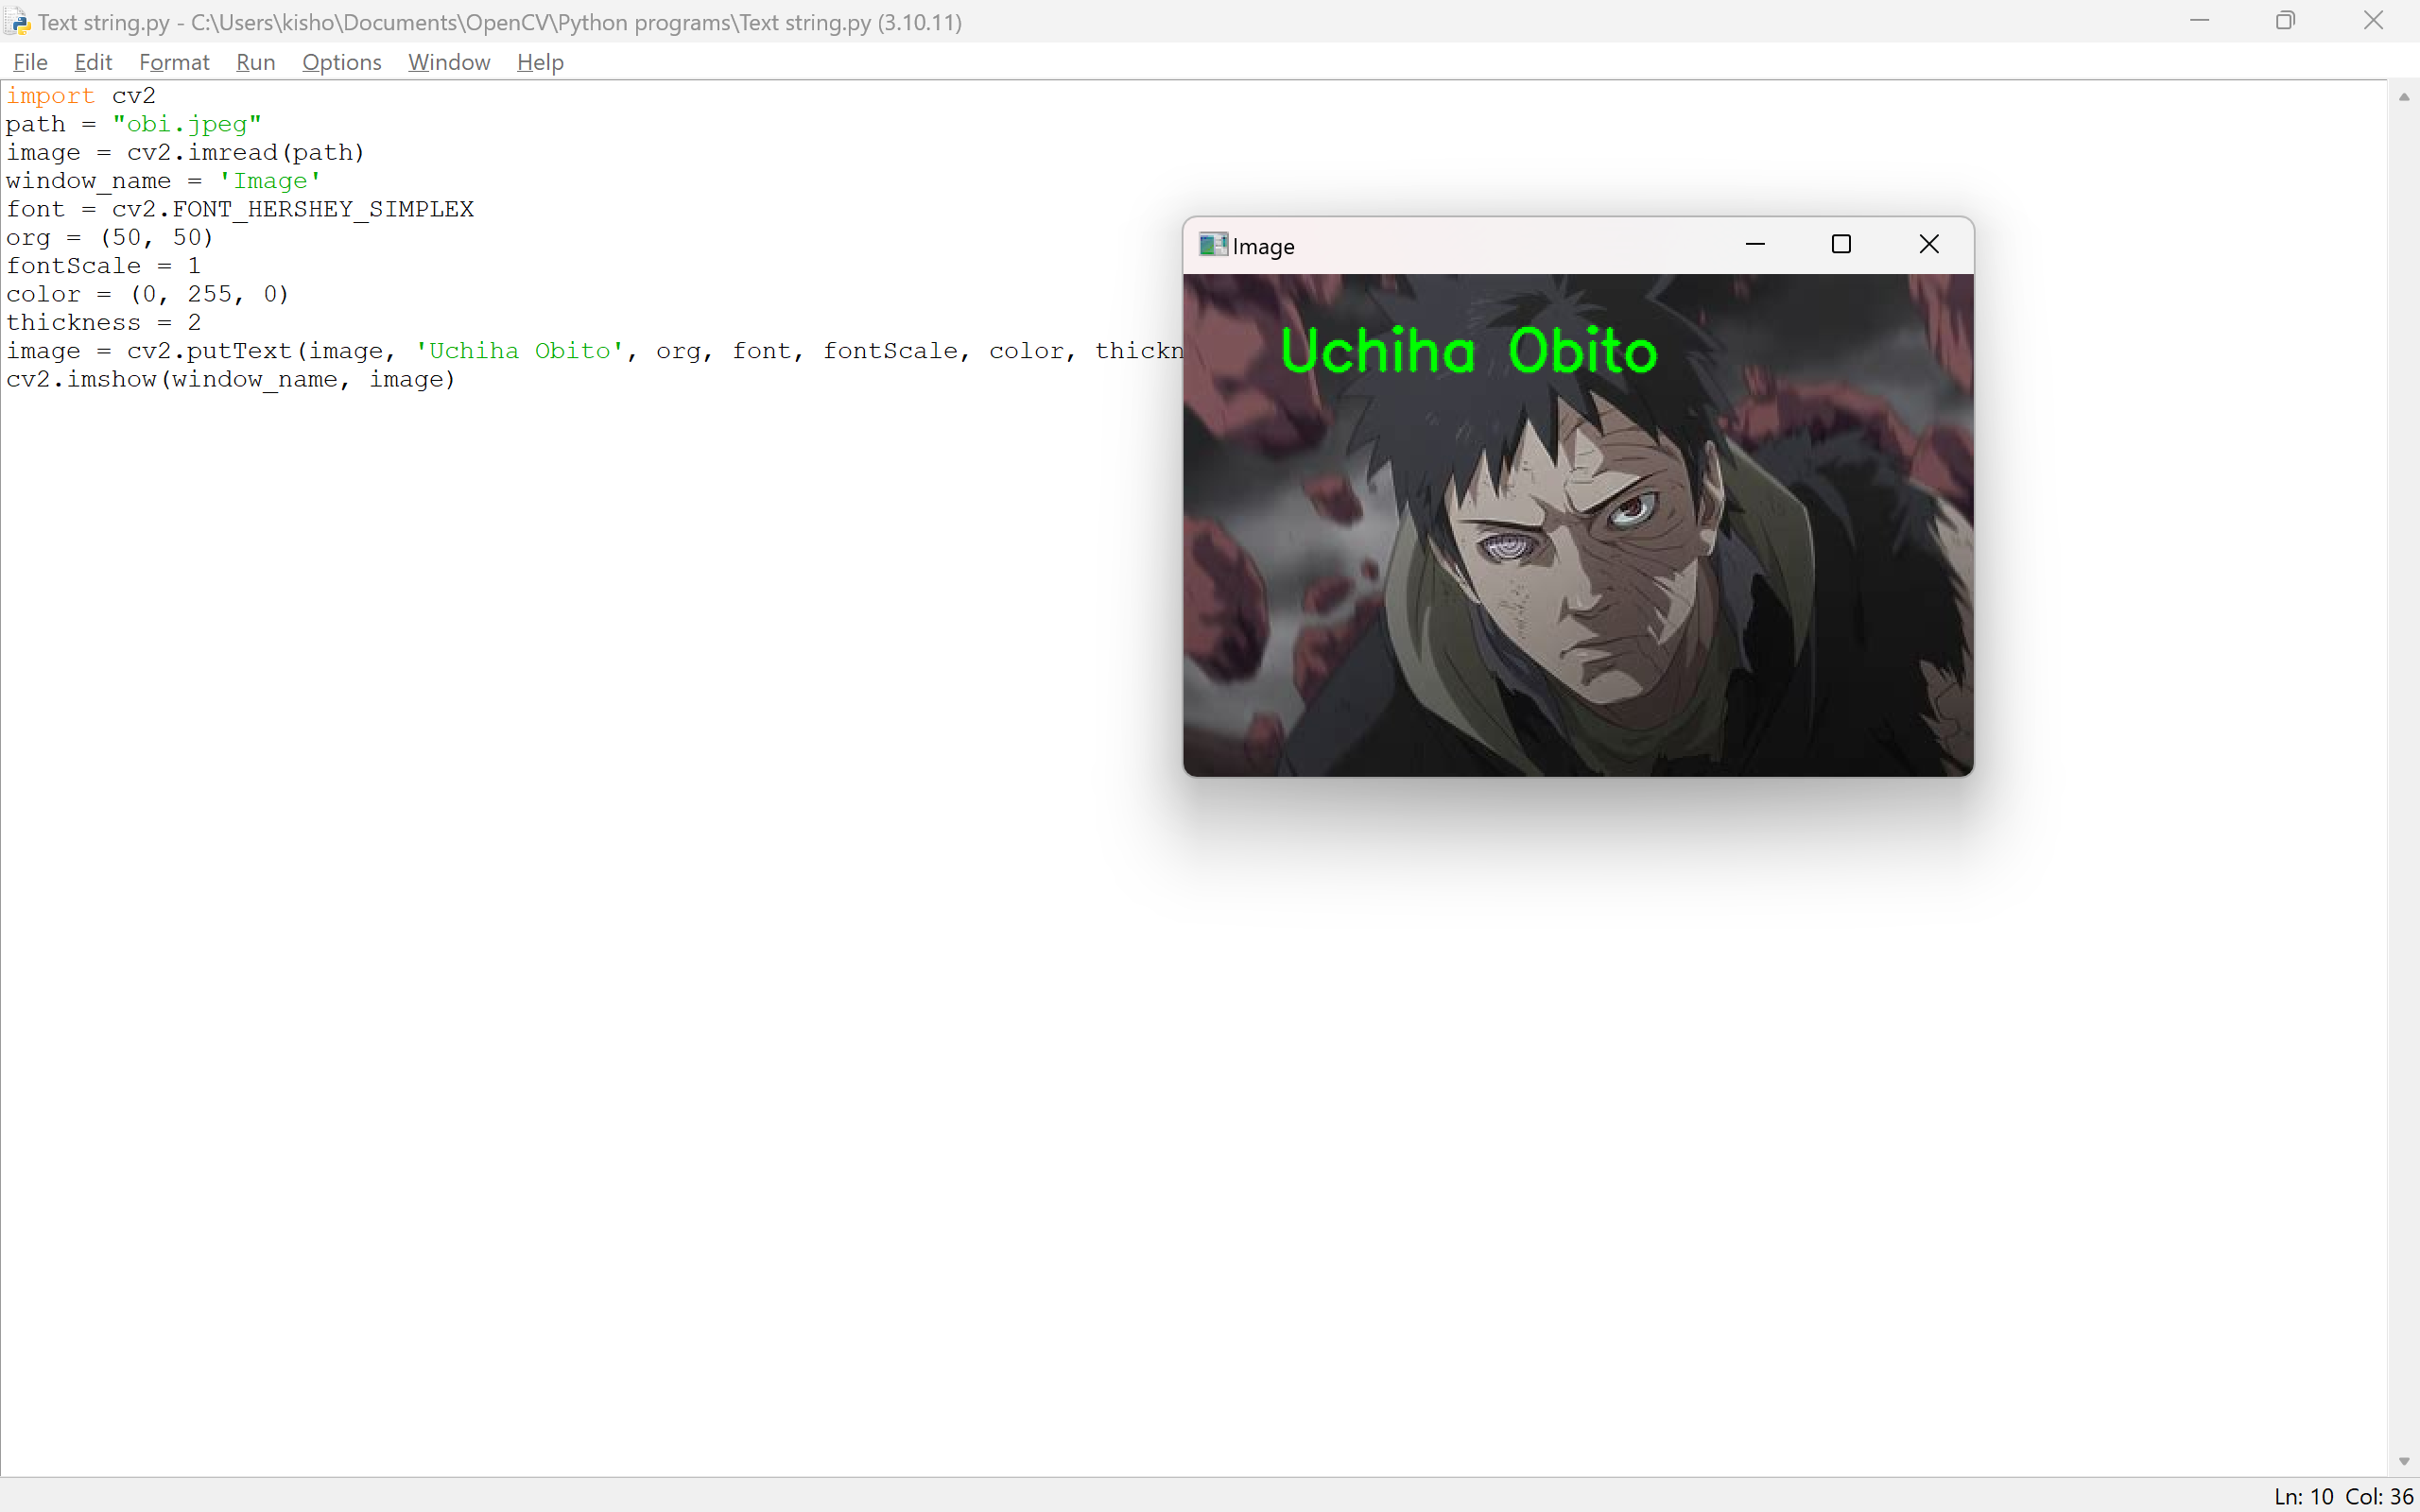 Text string.py - C:\Users\kisho\Documents\OpenCV\Python programs\Text string.py (3.10.11)
File Edit Format Run Options Window Help
import cv2
path = "obi.jpeg"
image = cv2.imread(path)
window_name = 'Image'
font = cv2.FONT_HERSHEY_SIMPLEX
org = (50, 50)
fontScale = 1
color = (0, 255, 0)
thickness = 2
image = cv2.putText(image, 'Uchiha Obito', org, font, fontScale, color, thickn
cv2.imshow(window_name, image)
Image
Uchiha Obito
Ln: 10 Col: 36